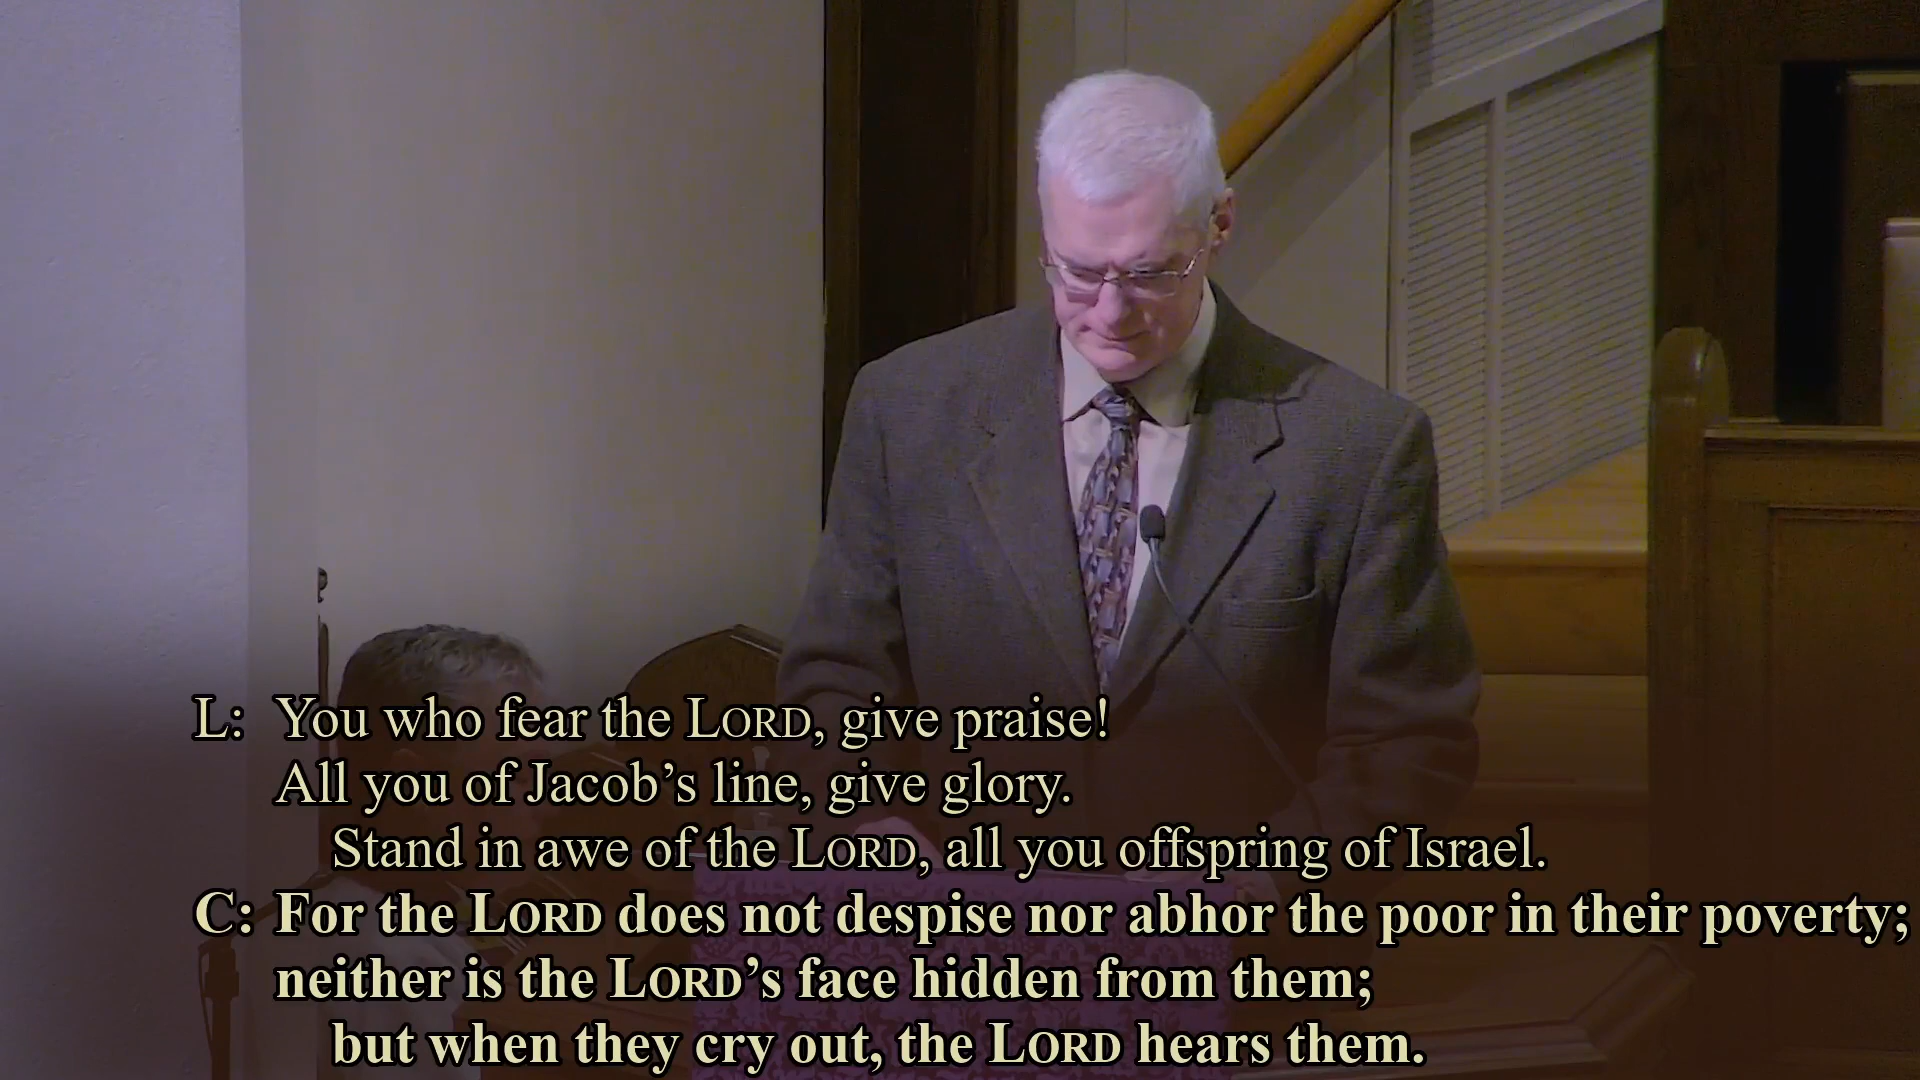 L: You who fear the LORD, give praise!
All you of Jacob’s line, give glory.
Stand in awe of the LORD, all you offspring of Israel.
C: For the LORD does not despise nor abhor the poor in their poverty;
neither is the LORD’s face hidden from them;
but when they cry out, the LORD hears them.